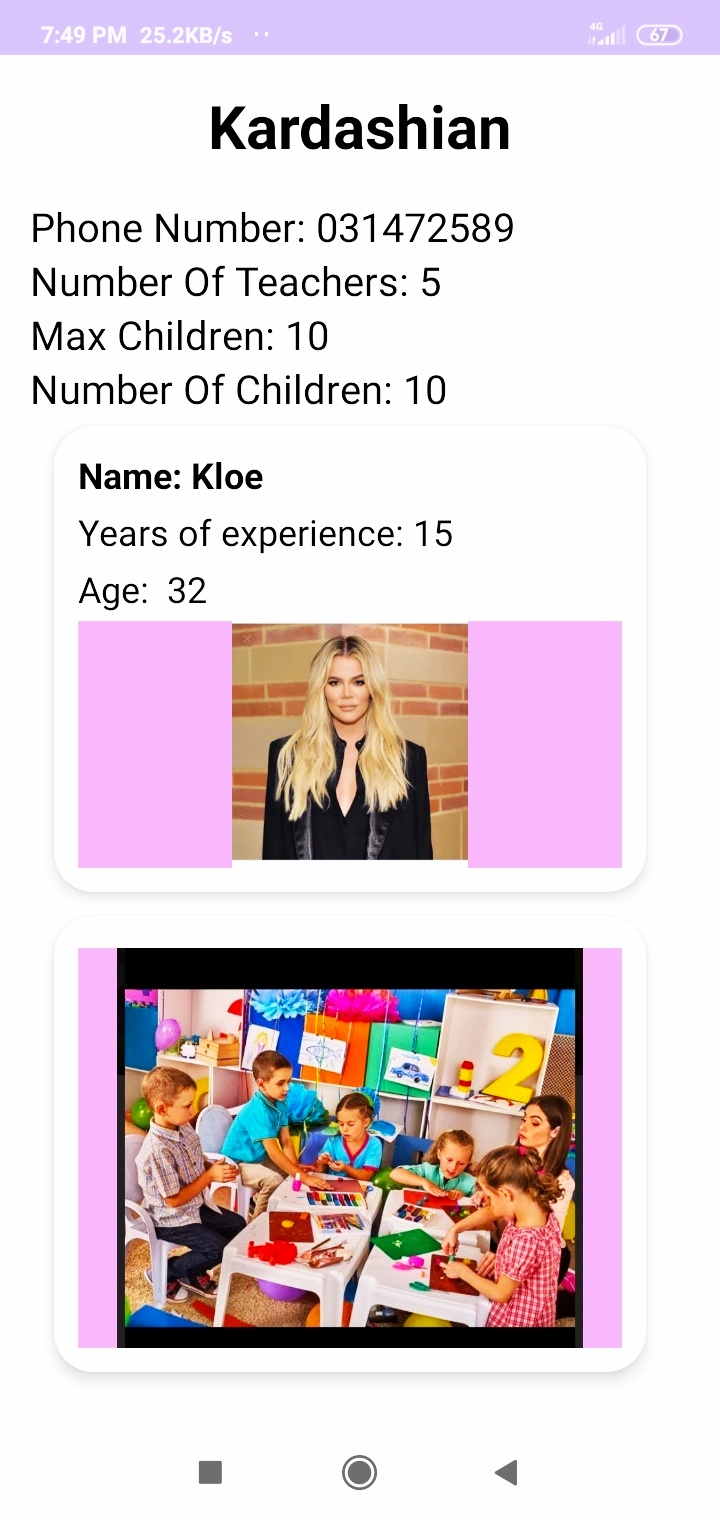 7:49 PM 25.2KB/s ··
4G
67
Kardashian
Phone Number: 031472589
Number Of Teachers: 5
Max Children: 10
Number Of Children: 10
Name: Kloe
Years of experience: 15
Age: 32
2